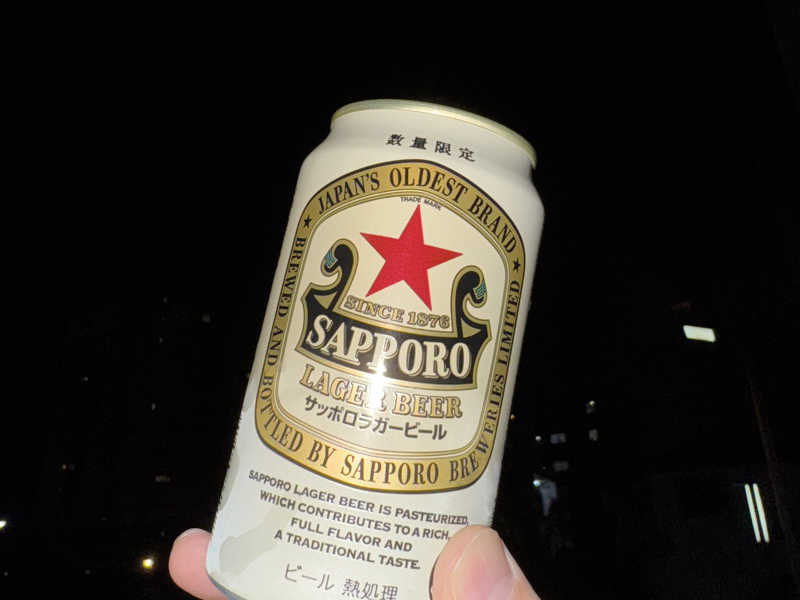 数量限定
JAPAN'S OLDEST BRAND
TRADE MARK
SINCE 1876
SAPPORO
LAGER BEER
サッポロラガービール
BREWED AND BOTTLED BY SAPPORO BREWERIES LIMITED
SAPPORO LAGER BEER IS PASTEURIZED,
WHICH CONTRIBUTES TO A RICH,
FULL FLAVOR AND
A TRADITIONAL TASTE.
ビール 熱処理